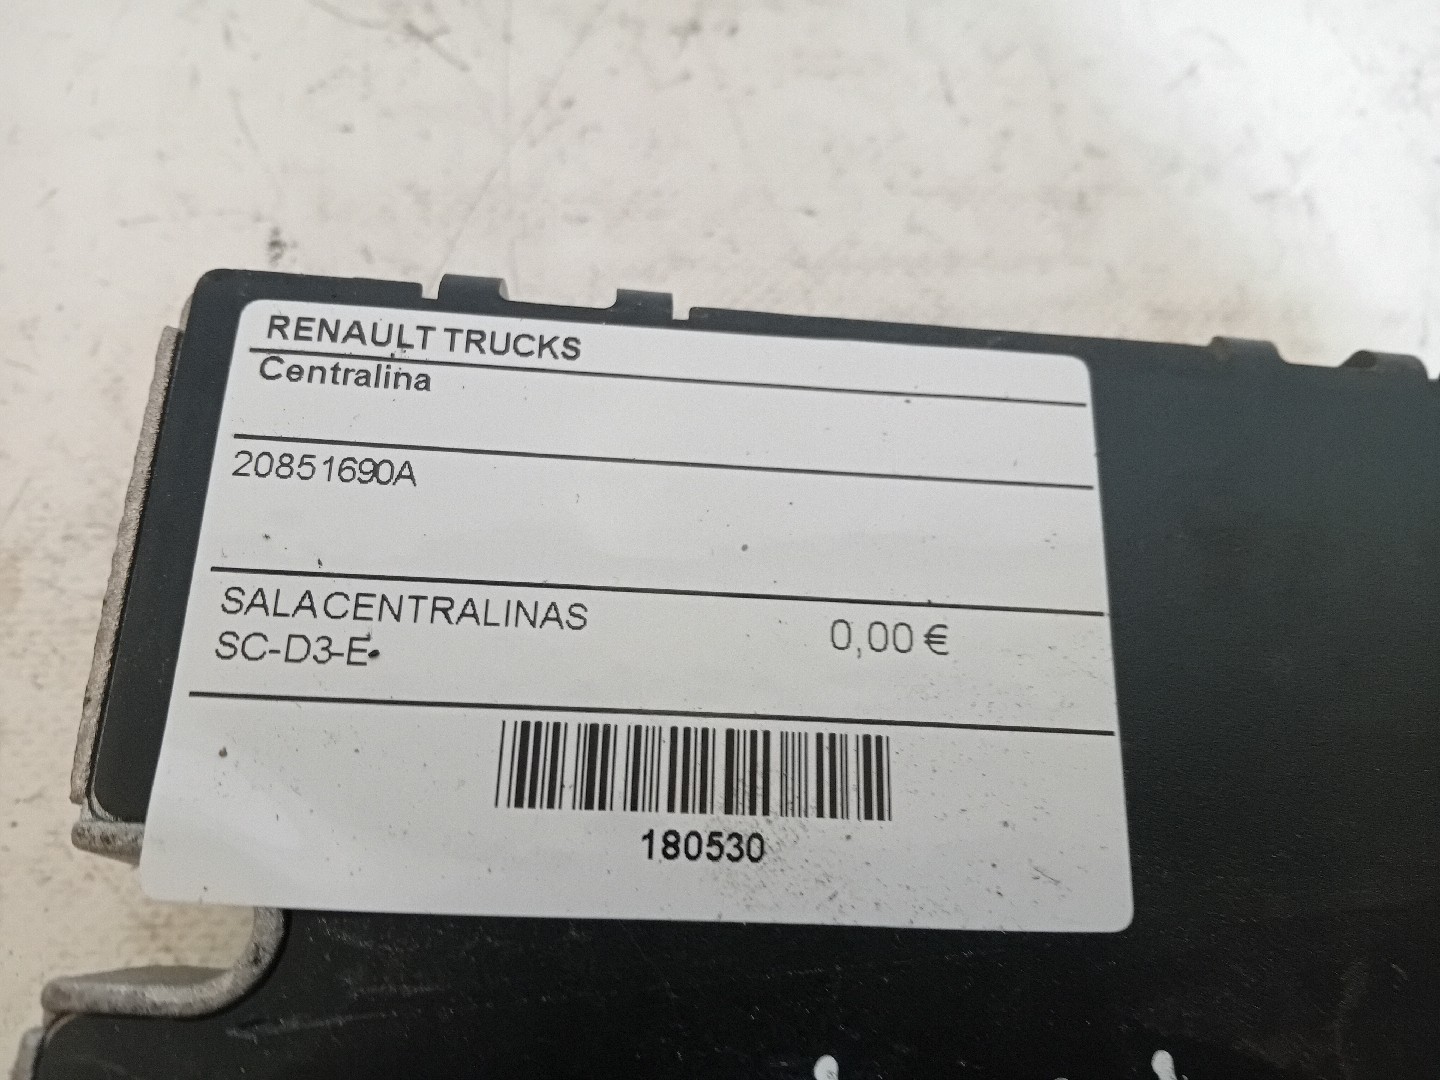 RENAULT TRUCKS
Centralina
20851690A
SALACENTRALINAS
0,00 €
SC-D3-E
180530